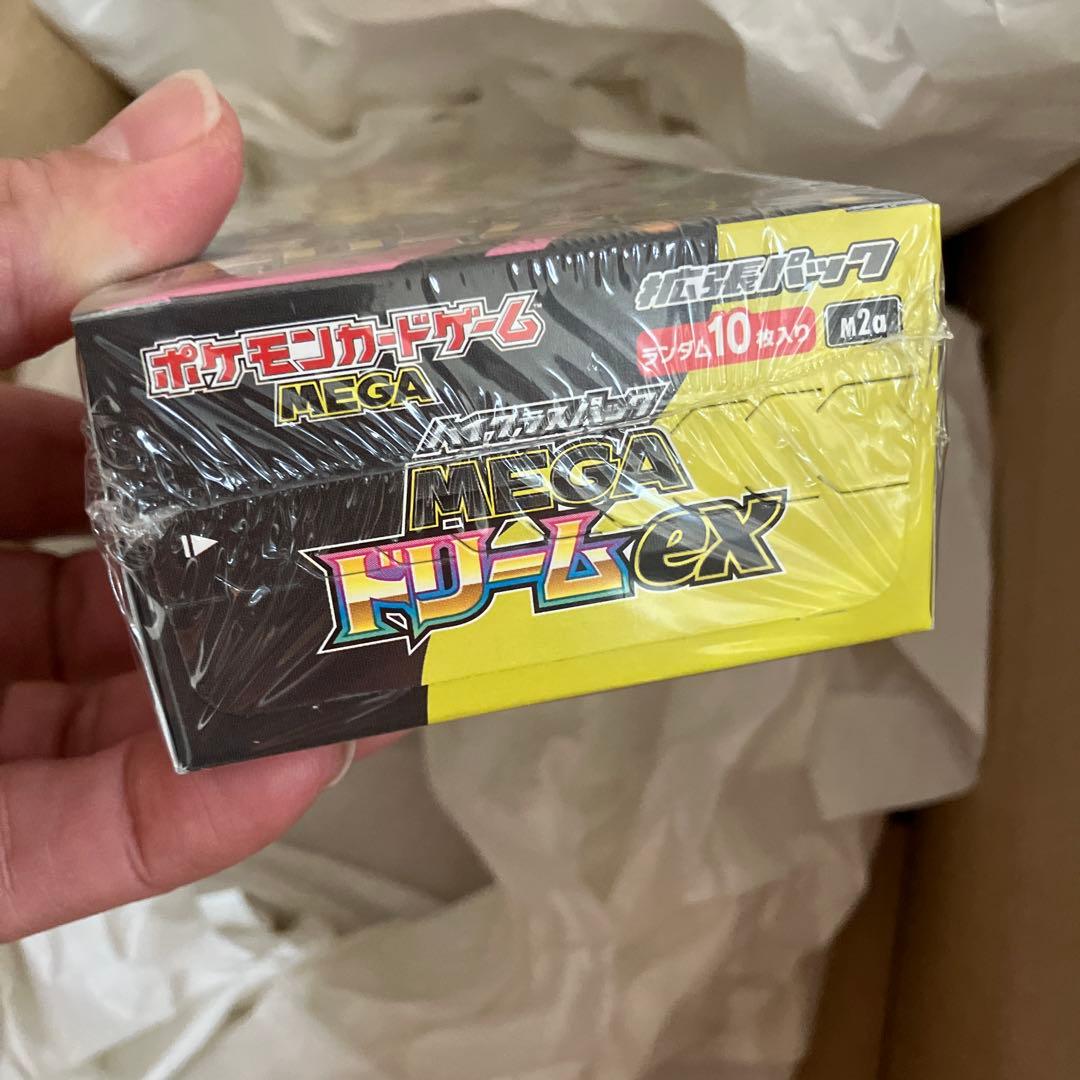 ポケモンカードゲーム
MEGA
拡張パック
ランダム10枚入り
M2a
ハイクラスパック
MEGA
ドリームex